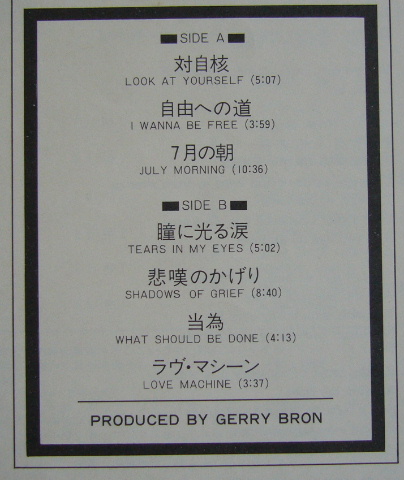 SIDE A
対自核
LOOK AT YOURSELF (5:07)
自由への道
I WANNA BE FREE (3:59)
7月の朝
JULY MORNING (10:36)
SIDE B
瞳に光る涙
TEARS IN MY EYES (5:02)
悲嘆のかげり
SHADOWS OF GRIEF (8:40)
当為
WHAT SHOULD BE DONE (4:13)
ラヴ・マシーン
LOVE MACHINE (3:37)
PRODUCED BY GERRY BRON